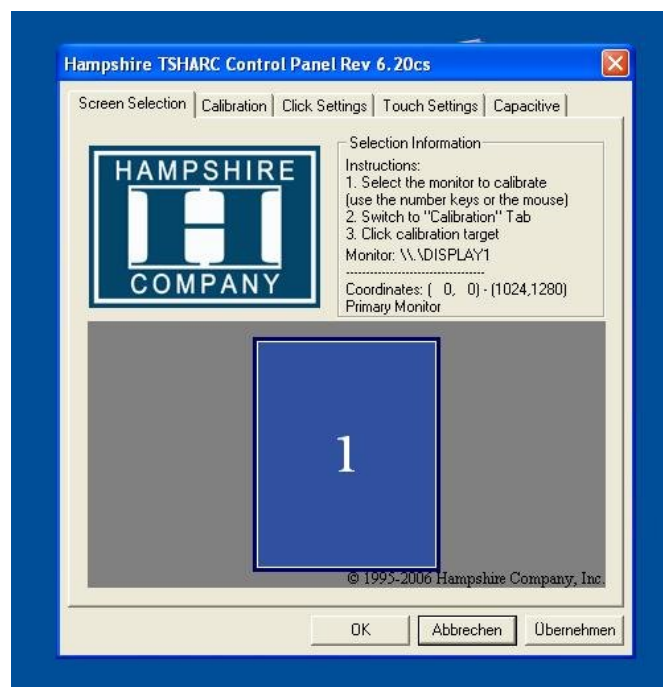 Hampshire TSHARC Control Panel Rev 6.20cs
Screen Selection Calibration Click Settings Touch Settings Capacitive
HAMPSHIRE
COMPANY
Selection Information
Instructions:
1. Select the monitor to calibrate
(use the number keys or the mouse)
2. Switch to "Calibration" Tab
3. Click calibration target
Monitor: \\.\DISPLAY1
-----------------------------------
Coordinates: ( 0, 0) - (1024,1280)
Primary Monitor
1
© 1995-2006 Hampshire Company, Inc.
OK Abbrechen Übernehmen